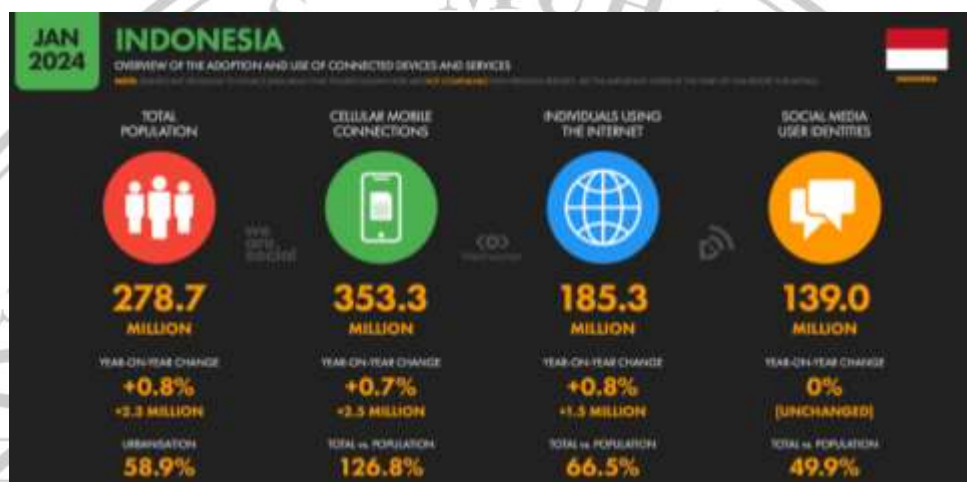 JAN
2024
INDONESIA
OVERVIEW OF THE ADOPTION AND USE OF CONNECTED DEVICES AND SERVICES
TOTAL
POPULATION
278.7
MILLION
YEAR-ON-YEAR CHANGE
+0.8%
URBANISATION
58.9%
CELLULAR MOBILE
CONNECTIONS
353.3
MILLION
YEAR-ON-YEAR CHANGE
+0.7%
TOTAL vs. POPULATION
126.8%
INDIVIDUALS USING
THE INTERNET
185.3
MILLION
YEAR-ON-YEAR CHANGE
+0.8%
+1.5 MILLION
TOTAL vs. POPULATION
66.5%
SOCIAL MEDIA
USER IDENTITIES
139.0
MILLION
YEAR-ON-YEAR CHANGE
0%
[UNCHANGED]
TOTAL vs. POPULATION
49.9%
we
are
social